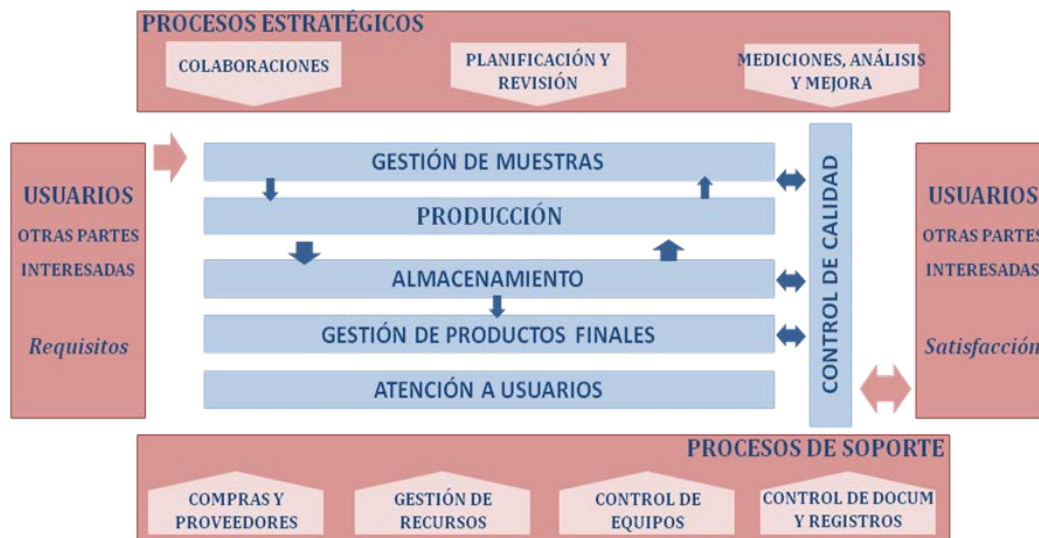 PROCESOS ESTRATÉGICOS
COLABORACIONES
PLANIFICACIÓN Y
REVISIÓN
MEDICIONES, ANÁLISIS
Y MEJORA
USUARIOS
OTRAS PARTES
INTERESADAS
Requisitos
GESTIÓN DE MUESTRAS
PRODUCCIÓN
ALMACENAMIENTO
GESTIÓN DE PRODUCTOS FINALES
ATENCIÓN A USUARIOS
CONTROL DE CALIDAD
USUARIOS
OTRAS PARTES
INTERESADAS
Satisfacción
PROCESOS DE SOPORTE
COMPRAS Y
PROVEEDORES
GESTIÓN DE
RECURSOS
CONTROL DE
EQUIPOS
CONTROL DE DOCUM
Y REGISTROS